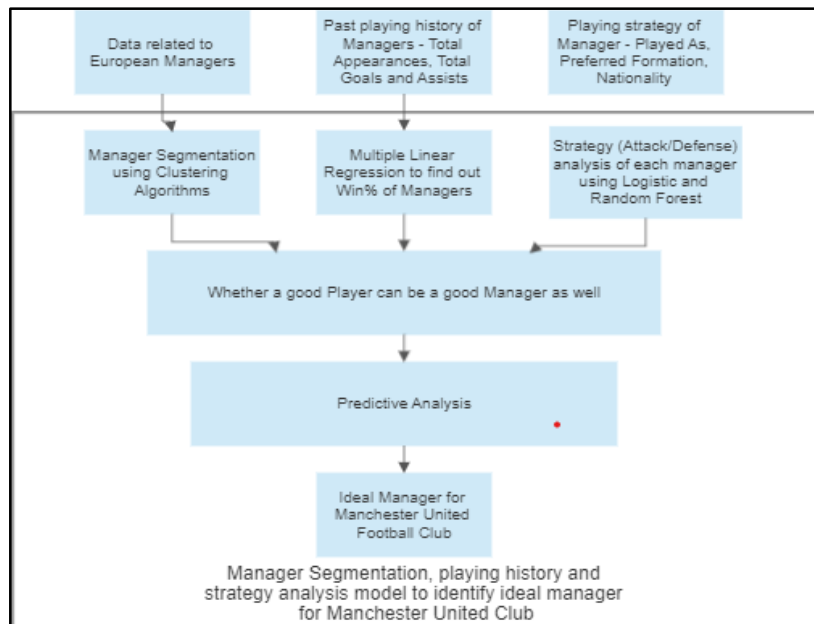 Data related to
European Managers
Past playing history of
Managers - Total
Appearances, Total
Goals and Assists
Playing strategy of
Manager - Played As,
Preferred Formation,
Nationality
Manager Segmentation
using Clustering
Algorithms
Multiple Linear
Regression to find out
Win% of Managers
Strategy (Attack/Defense)
analysis of each manager
using Logistic and
Random Forest
Whether a good Player can be a good Manager as well
Predictive Analysis
Ideal Manager for
Manchester United
Football Club
Manager Segmentation, playing history and
strategy analysis model to identify ideal manager
for Manchester United Club